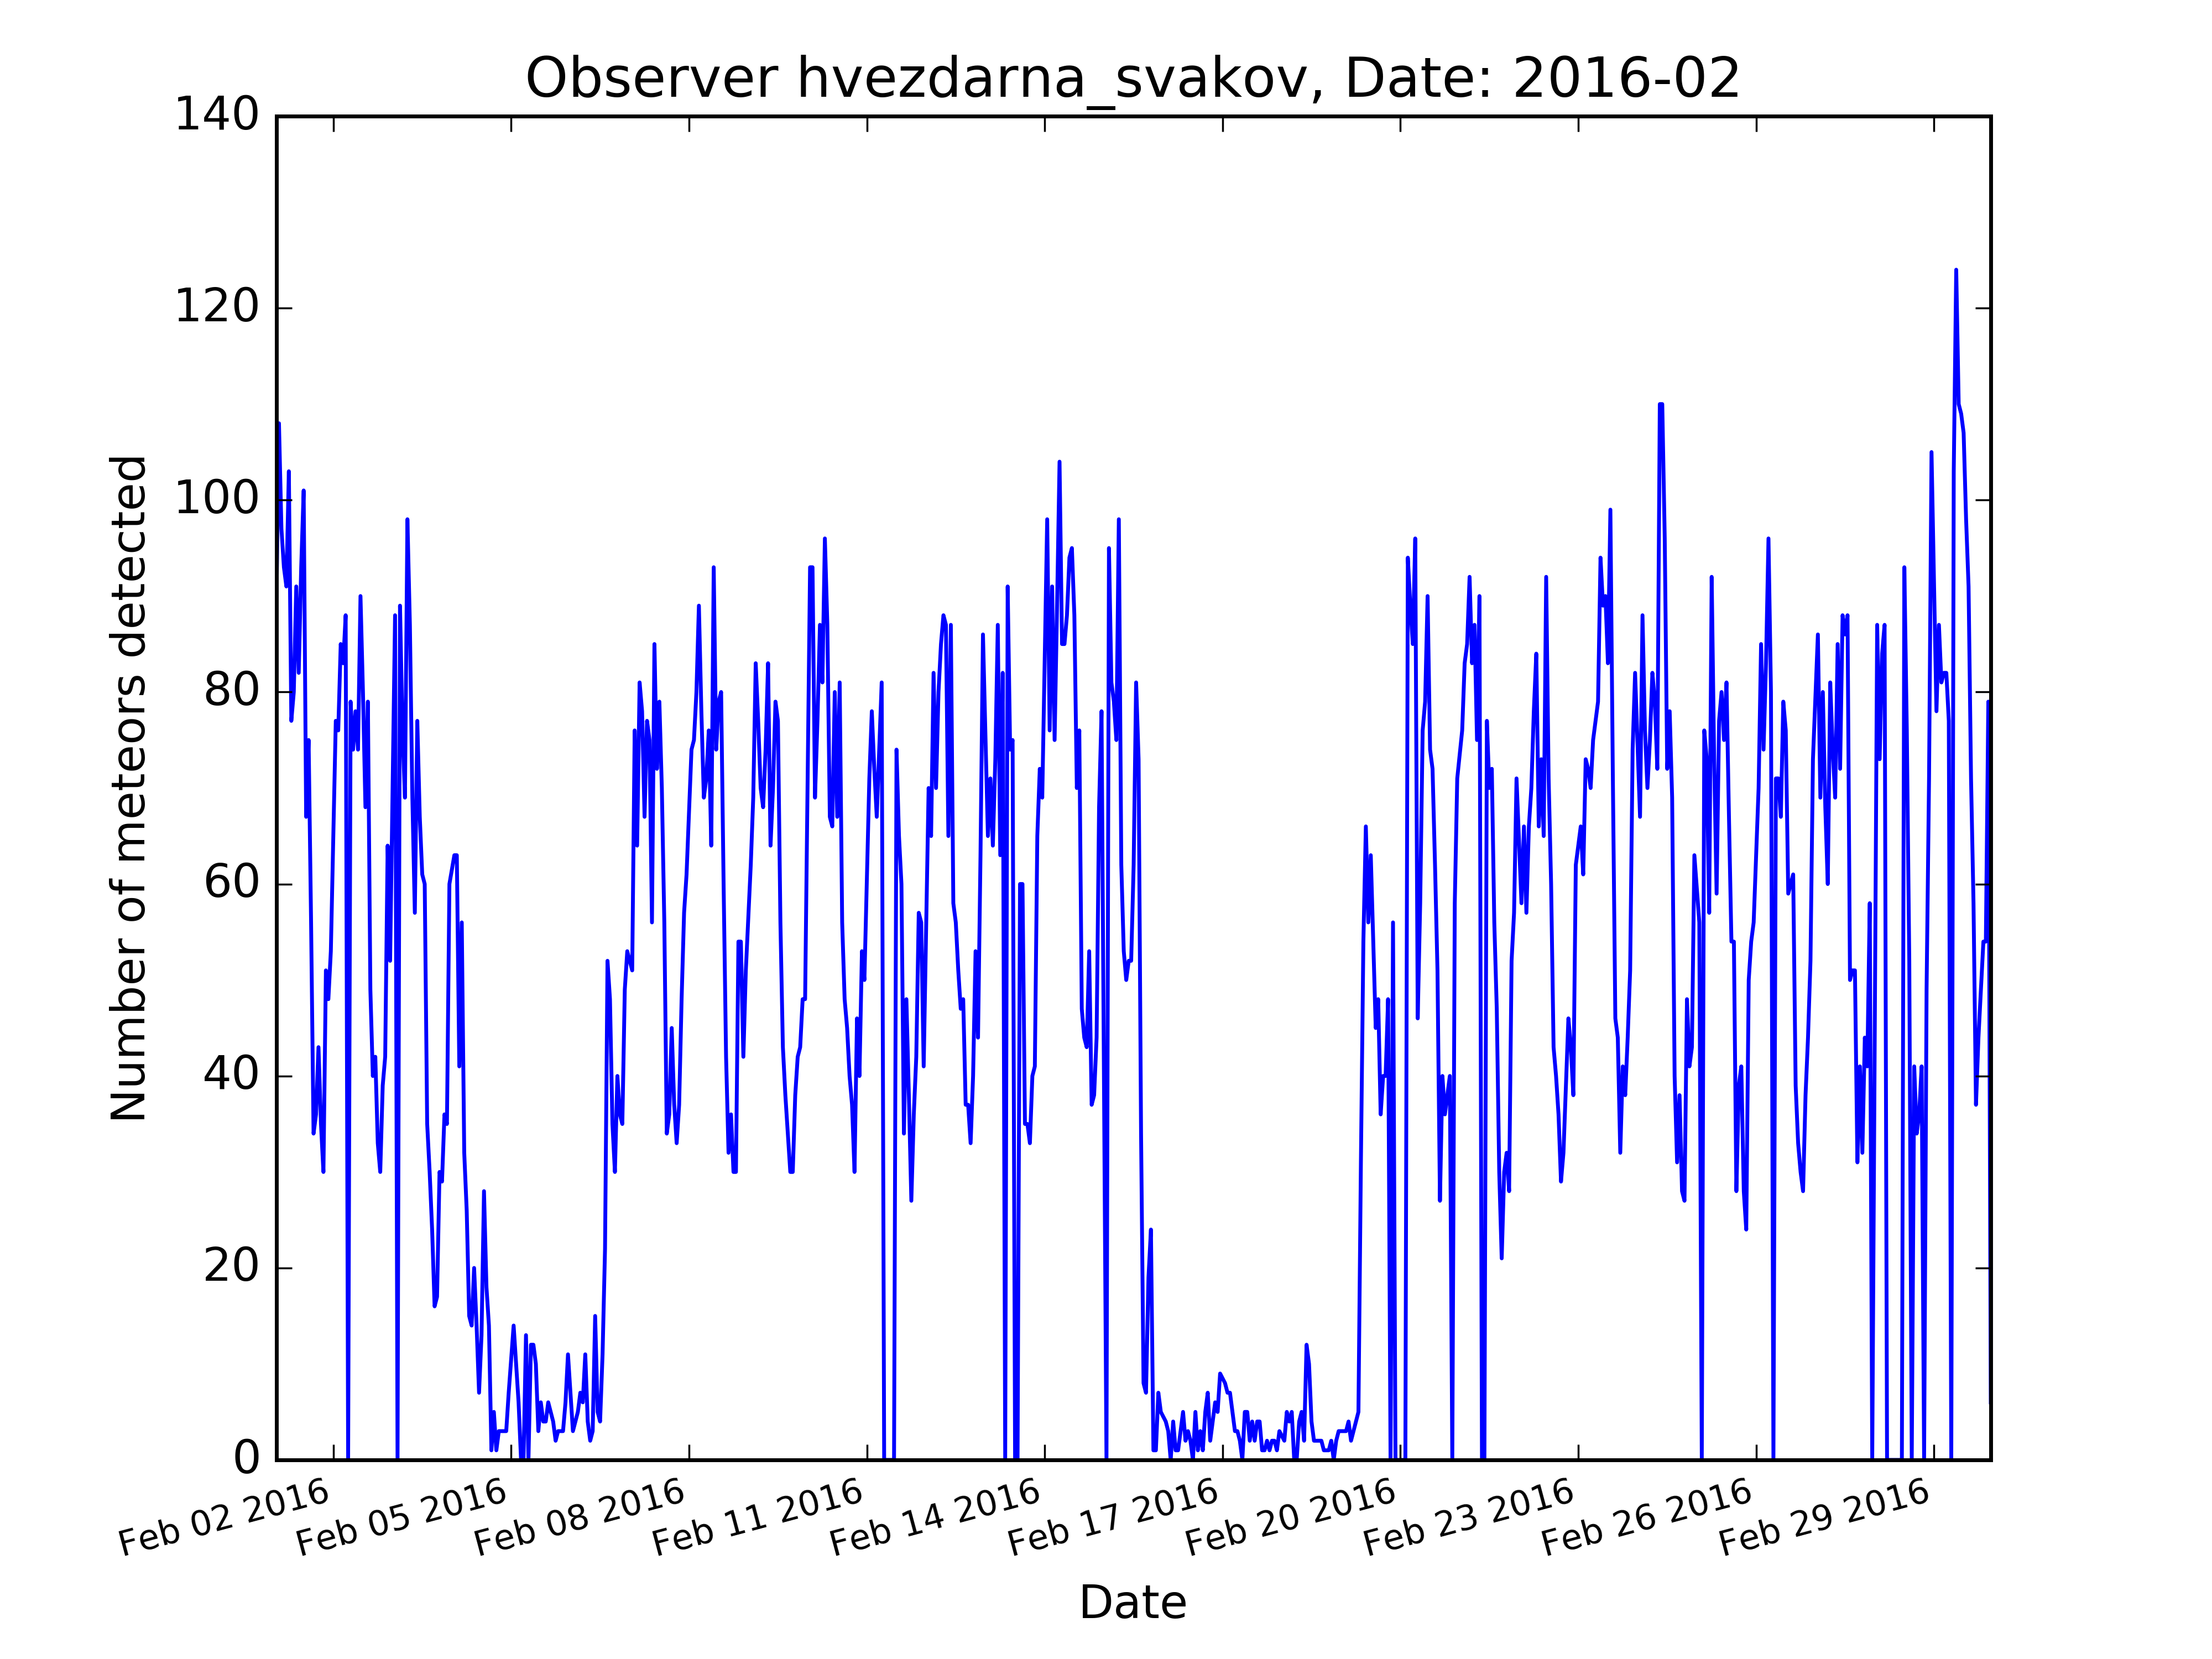 Observer hvezdarna_svakov, Date: 2016-02
140
120
100
80
60
40
20
0
Number of meteors detected
Feb 02 2016
Feb 05 2016
Feb 08 2016
Feb 11 2016
Feb 14 2016
Feb 17 2016
Feb 20 2016
Feb 23 2016
Feb 26 2016
Feb 29 2016
Date